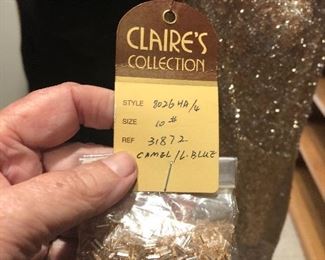 CLAIRE'S
COLLECTION
STYLE 8026HA/4
SIZE 10#
REF 31872
CAMEL/L.BLUE